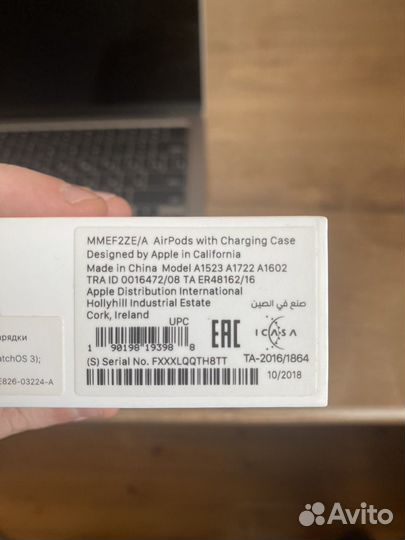 MMEF2ZE/A AirPods with Charging Case
Designed by Apple in California
Made in China Model A1523 A1722 A1602
TRA ID 0016472/08 TA ER48162/16
Apple Distribution International
Hollyhill Industrial Estate
صنع في الصين
Cork, Ireland
UPC
EAC
ICASA
1 90198 19398 8
TA-2016/1864
(S) Serial No. FXXXLQQTH8TT
10/2018
арядки
atchOS 3);
E826-03224-A
Avito